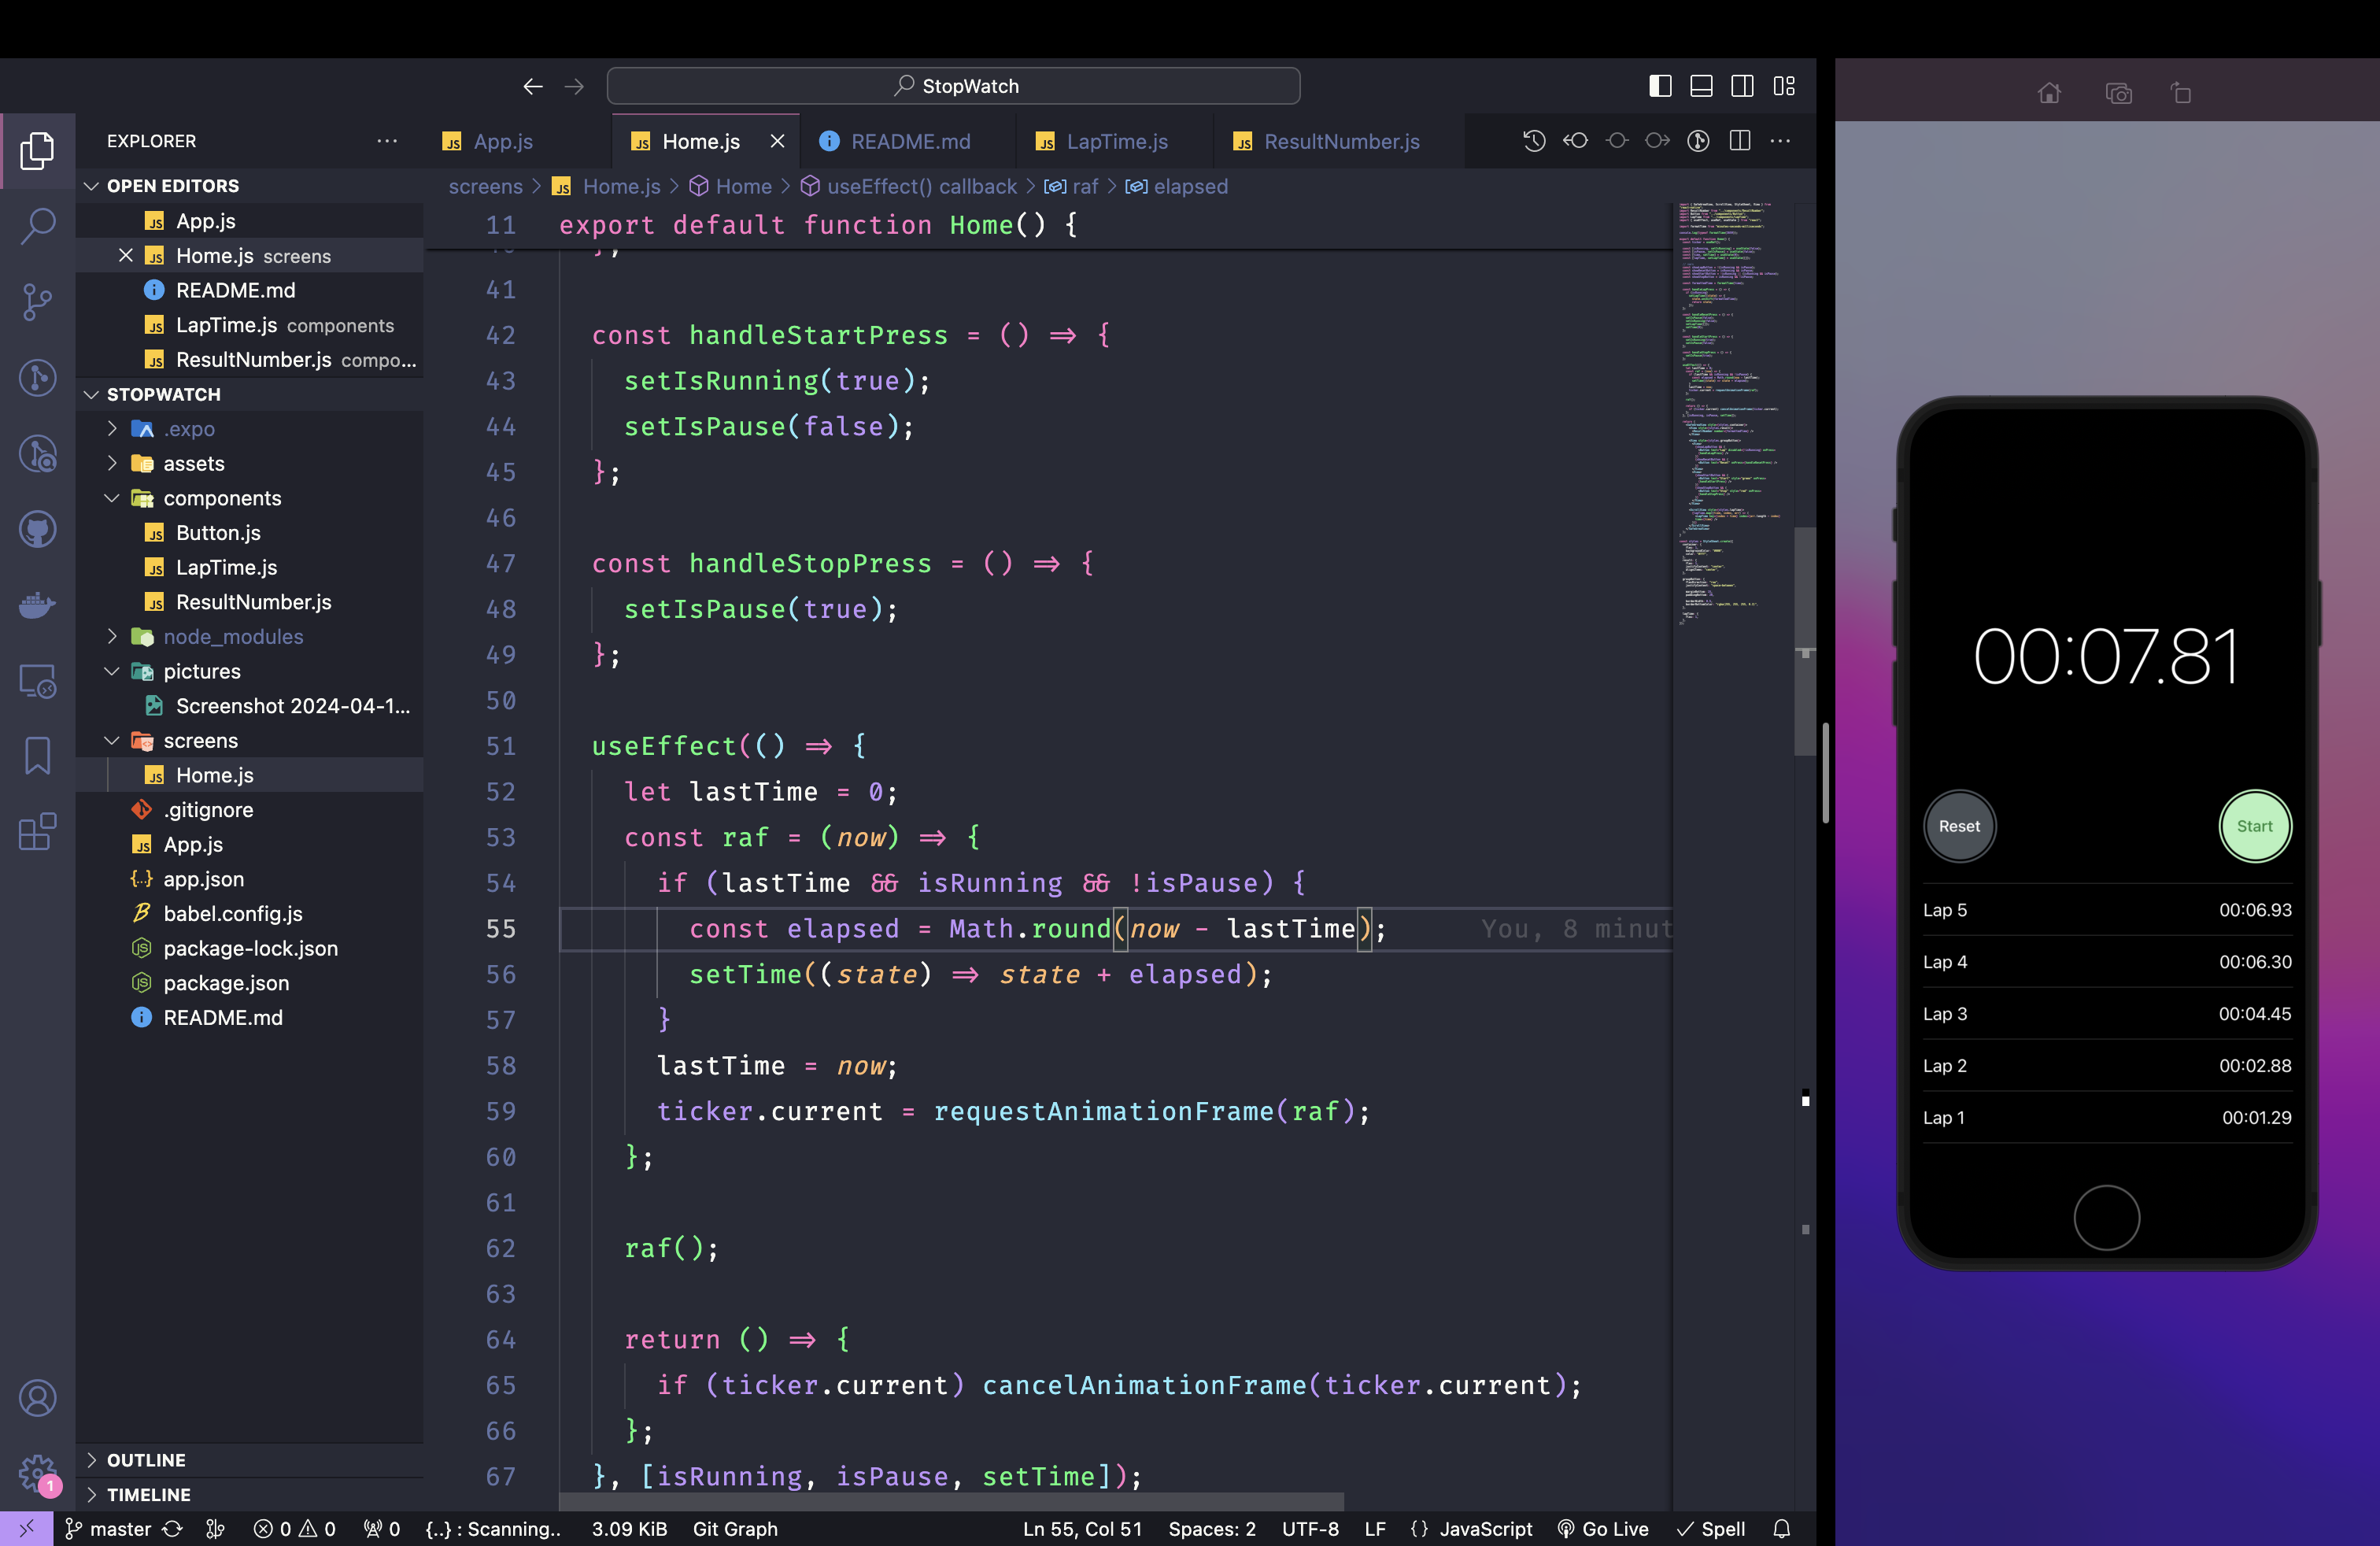 StopWatch
EXPLORER
OPEN EDITORS
App.js
Home.js screens
README.md
LapTime.js components
ResultNumber.js compo...
STOPWATCH
.expo
assets
components
Button.js
LapTime.js
ResultNumber.js
node_modules
pictures
Screenshot 2024-04-1...
screens
Home.js
.gitignore
App.js
app.json
babel.config.js
package-lock.json
package.json
README.md
OUTLINE
TIMELINE
App.js Home.js README.md LapTime.js ResultNumber.js
screens > Home.js > Home > useEffect() callback > raf > elapsed
11 export default function Home() {
41
42 const handleStartPress = () => {
43 setIsRunning(true);
44 setIsPause(false);
45 };
46
47 const handleStopPress = () => {
48 setIsPause(true);
49 };
50
51 useEffect(() => {
52 let lastTime = 0;
53 const raf = (now) => {
54 if (lastTime && isRunning && !isPause) {
55 const elapsed = Math.round(now - lastTime); You, 8 minut
56 setTime((state) => state + elapsed);
57 }
58 lastTime = now;
59 ticker.current = requestAnimationFrame(raf);
60 };
61
62 raf();
63
64 return () => {
65 if (ticker.current) cancelAnimationFrame(ticker.current);
66 };
67 }, [isRunning, isPause, setTime]);
1
master 0 0 0 {..} : Scanning.. 3.09 KiB Git Graph Ln 55, Col 51 Spaces: 2 UTF-8 LF {} JavaScript Go Live Spell
00:07.81
Reset Start
Lap 5 00:06.93
Lap 4 00:06.30
Lap 3 00:04.45
Lap 2 00:02.88
Lap 1 00:01.29